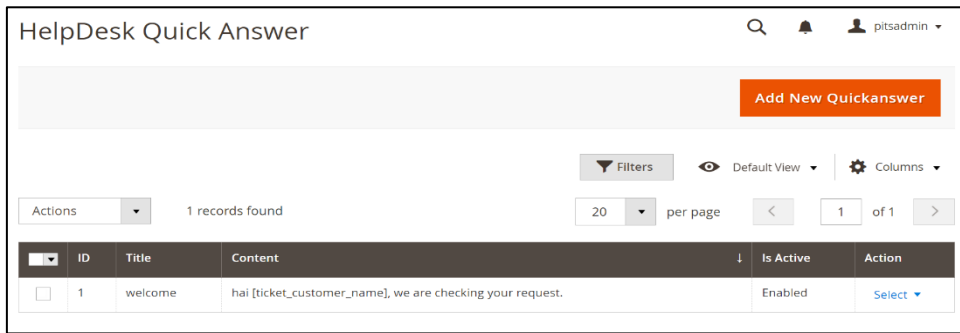 HelpDesk Quick Answer
pitsadmin
Add New Quickanswer
Filters Default View Columns
Actions 1 records found 20 per page 1 of 1
ID Title Content ↓ Is Active Action
1 welcome hai [ticket_customer_name], we are checking your request. Enabled Select